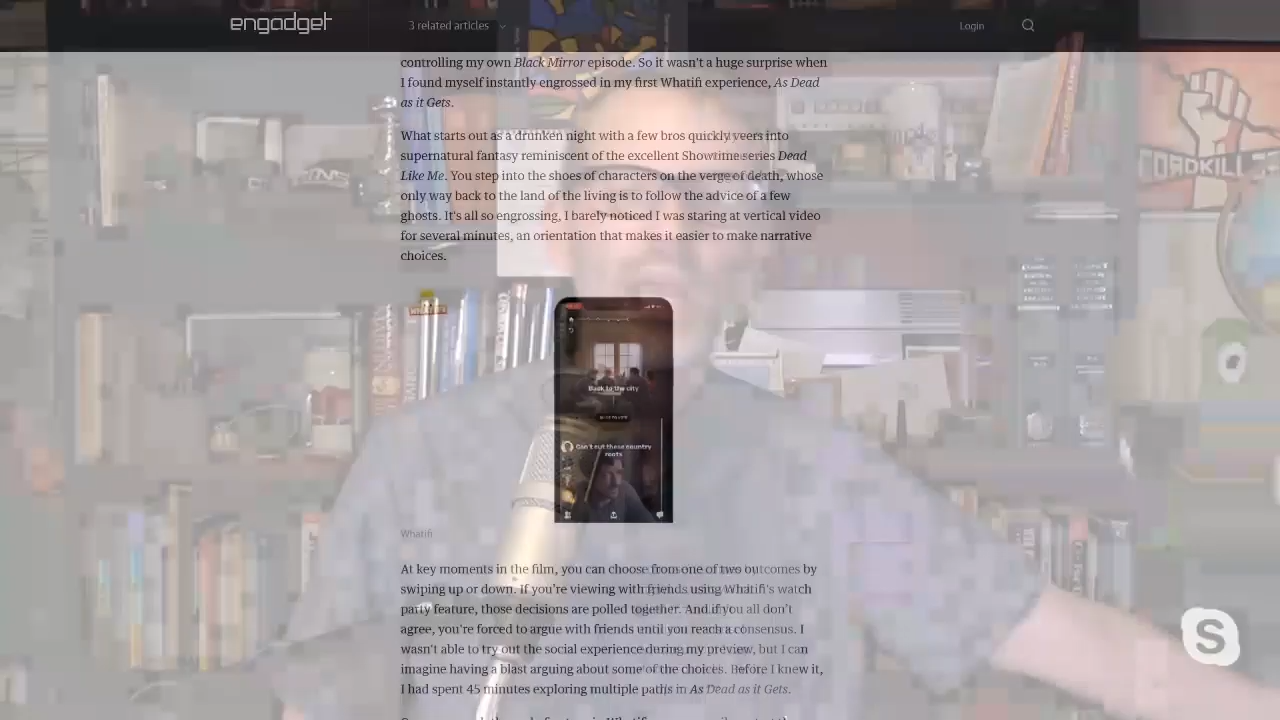 engadget
3 related articles
Login
controlling my own Black Mirror episode. So it wasn't a huge surprise when
I found myself instantly engrossed in my first Whatifi experience, As Dead
as it Gets.
What starts out as a drunken night with a few bros quickly veers into
supernatural fantasy reminiscent of the excellent Showtime series Dead
Like Me. You step into the shoes of characters on the verge of death, whose
only way back to the land of the living is to follow the advice of a few
ghosts. It's all so engrossing, I barely noticed I was staring at vertical video
for several minutes, an orientation that makes it easier to make narrative
choices.
CORDKILL
WHAT IF?
Back to the city
Can't cut these country
roots
Whatifi
At key moments in the film, you can choose from one of two outcomes by
swiping up or down. If you're viewing with friends using Whatifi's watch
party feature, those decisions are polled together. And if you all don't
agree, you're forced to argue with friends until you reach a consensus. I
wasn't able to try out the social experience during my preview, but I can
imagine having a blast arguing about some of the choices. Before I knew it,
I had spent 45 minutes exploring multiple paths in As Dead as it Gets.
S